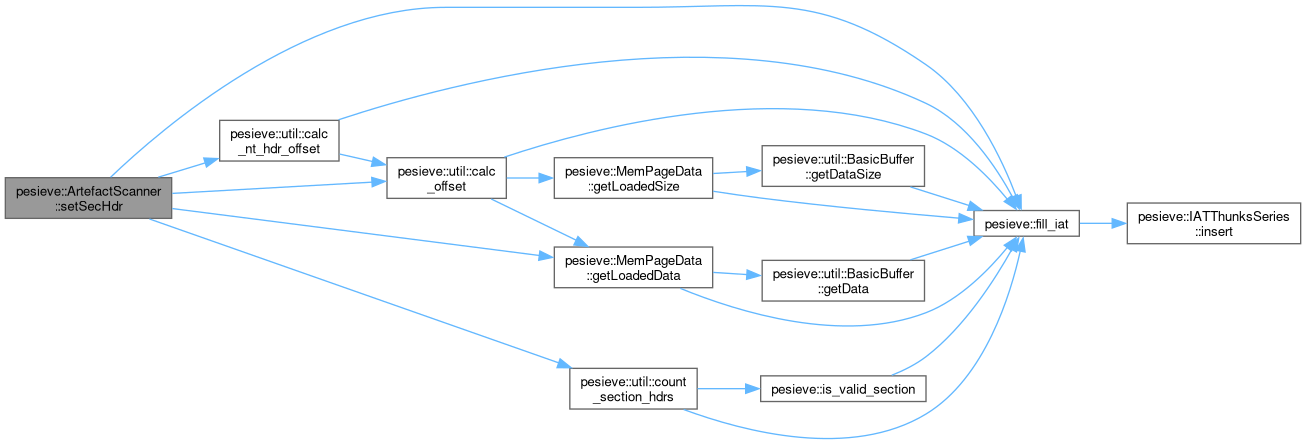 pesieve::ArtefactScanner
::setSecHdr
pesieve::util::calc
_nt_hdr_offset
pesieve::util::calc
_offset
pesieve::MemPageData
::getLoadedSize
pesieve::MemPageData
::getLoadedData
pesieve::util::count
_section_hdrs
pesieve::util::BasicBuffer
::getDataSize
pesieve::util::BasicBuffer
::getData
pesieve::is_valid_section
pesieve::fill_iat
pesieve::IATThunksSeries
::insert